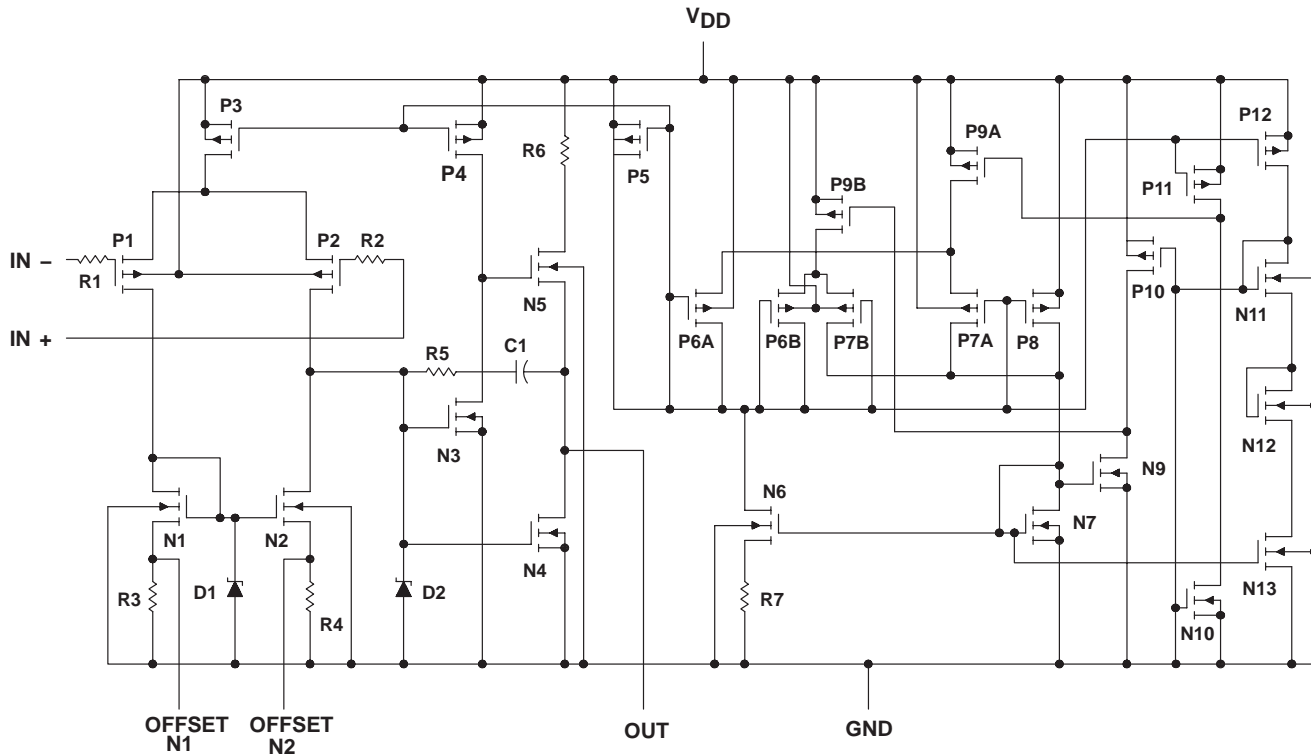 VDD
P3
P4
R6
P5
P9B
P9A
P11
P12
IN −
R1
P1
P2
R2
N5
P10
N11
IN +
P6A
P6B
P7B
P7A
P8
R5
C1
N3
N12
N9
N1
N2
N4
N6
N7
R3
D1
R4
D2
R7
N13
N10
OFFSET
N1
OFFSET
N2
OUT
GND